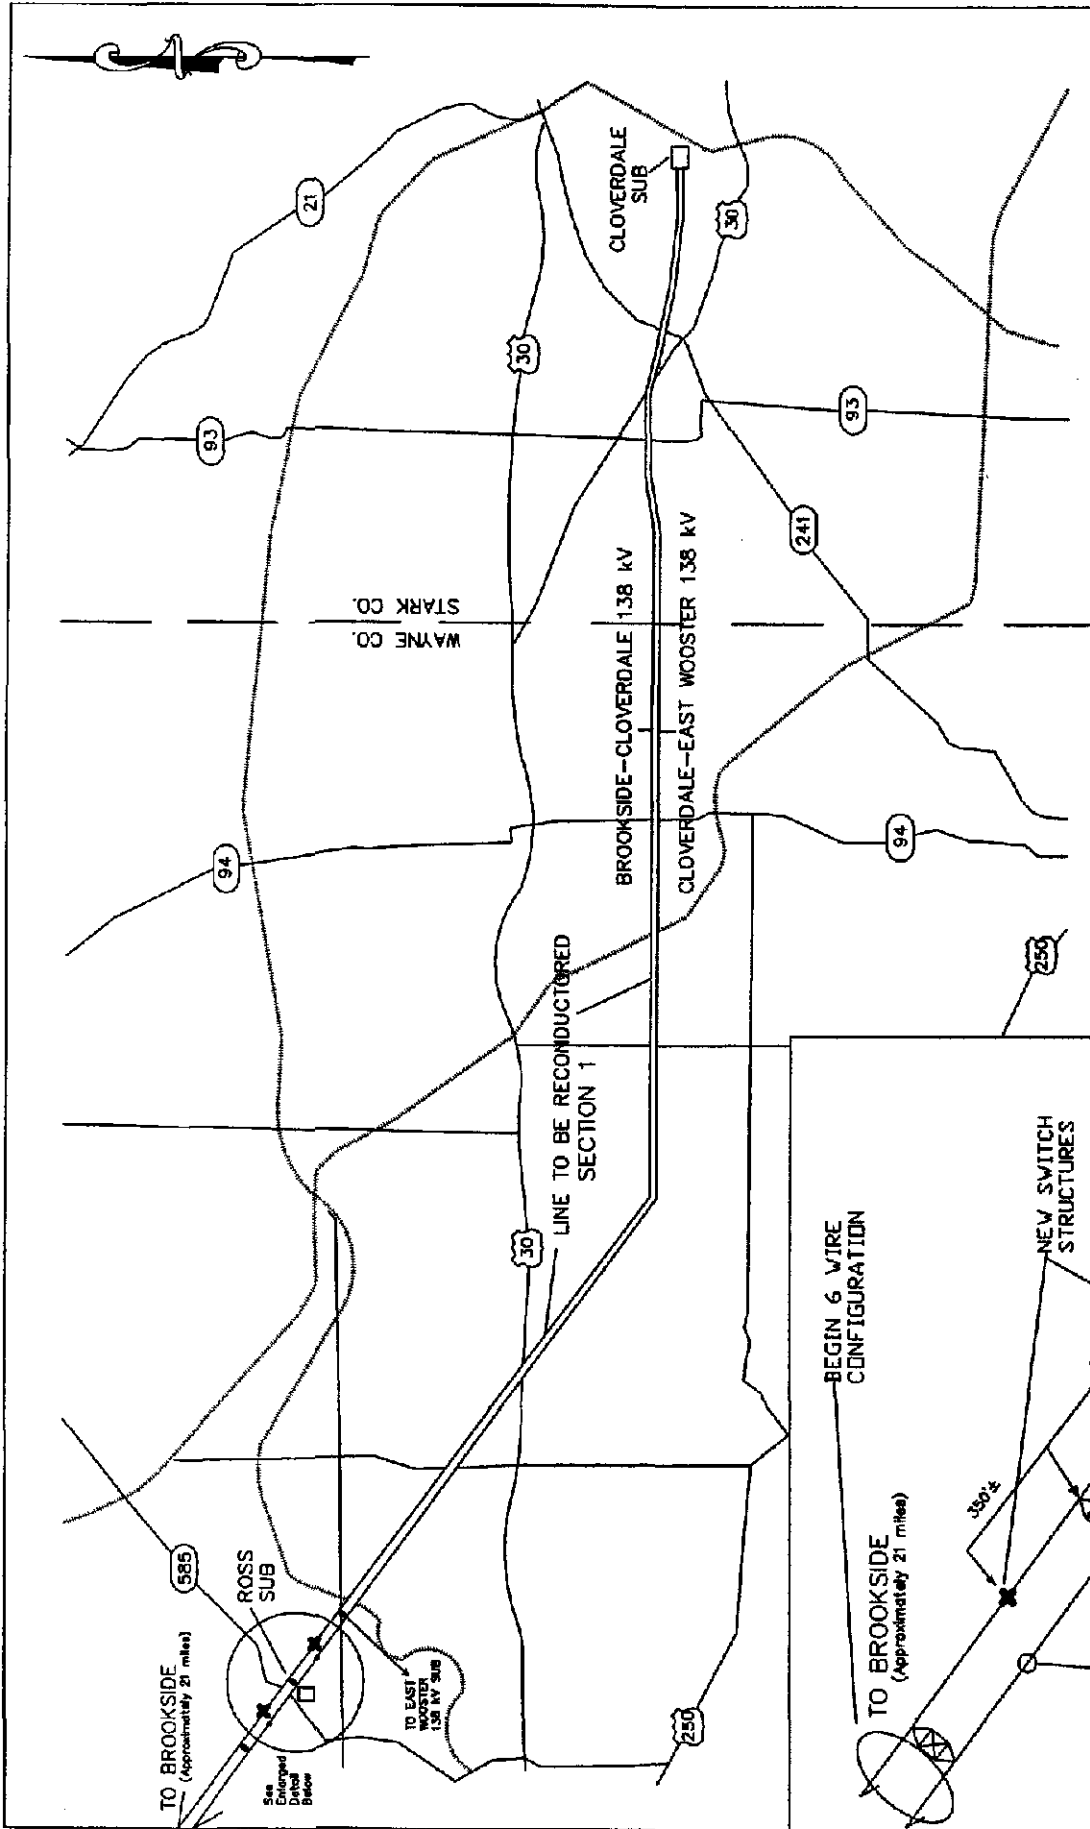 TO BROOKSIDE
(Approximately 21 miles)
585
ROSS
SUB
See
Enlarged
Detail
Below
TO EAST
WOOSTER
138 kV SUB
250
30
LINE TO BE RECONDUCTORED
SECTION 1
94
WAYNE CO.
STARK CO.
BROOKSIDE-CLOVERDALE 138 kV
CLOVERDALE-EAST WOOSTER 138 kV
94
250
93
21
30
241
93
30
CLOVERDALE
SUB
BEGIN 6 WIRE
CONFIGURATION
TO BROOKSIDE
(Approximately 21 miles)
350'±
NEW SWITCH
STRUCTURES